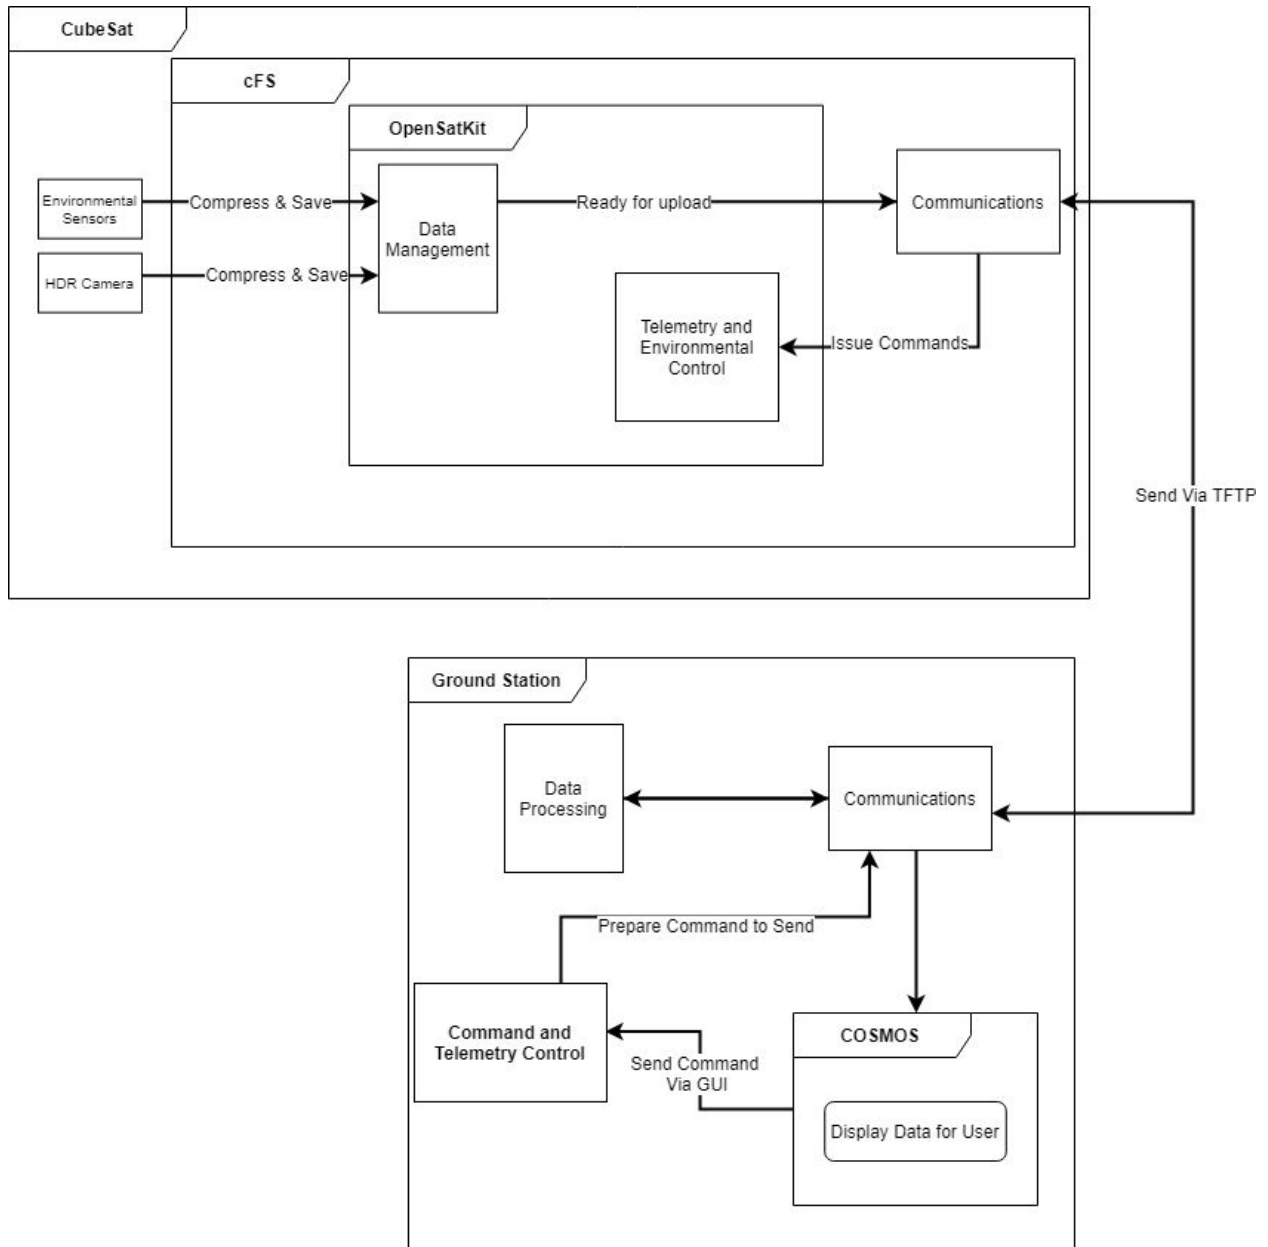 CubeSat
cFS
OpenSatKit
Environmental
Sensors
Compress & Save
Data
Management
Ready for upload
Communications
HDR Camera
Compress & Save
Telemetry and
Environmental
Control
Issue Commands
Send Via TFTP
Ground Station
Data
Processing
Communications
Prepare Command to Send
Command and
Telemetry Control
Send Command
Via GUI
COSMOS
Display Data for User